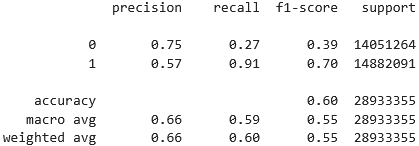 precision recall f1-score support
0 0.75 0.27 0.39 14051264
1 0.57 0.91 0.70 14882091
accuracy 0.60 28933355
macro avg 0.66 0.59 0.55 28933355
weighted avg 0.66 0.60 0.55 28933355